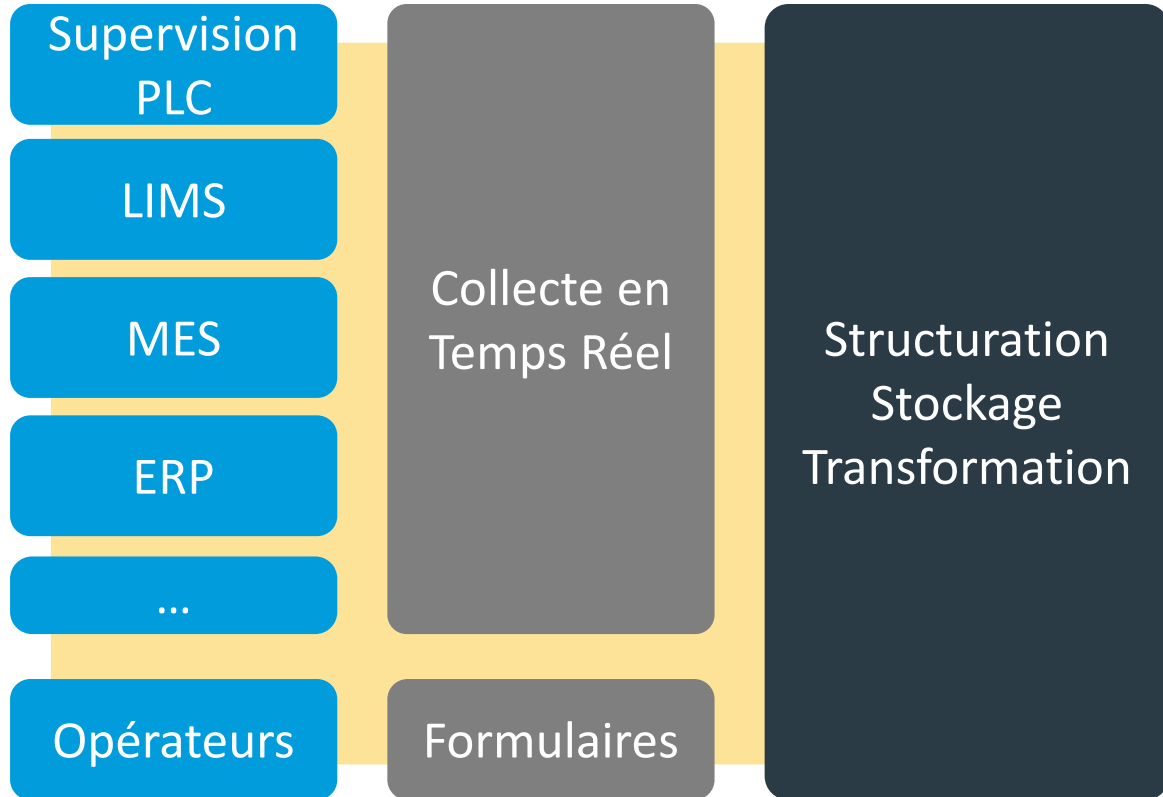 Supervision
PLC
LIMS
MES
ERP
...
Opérateurs
Collecte en
Temps Réel
Formulaires
Structuration
Stockage
Transformation